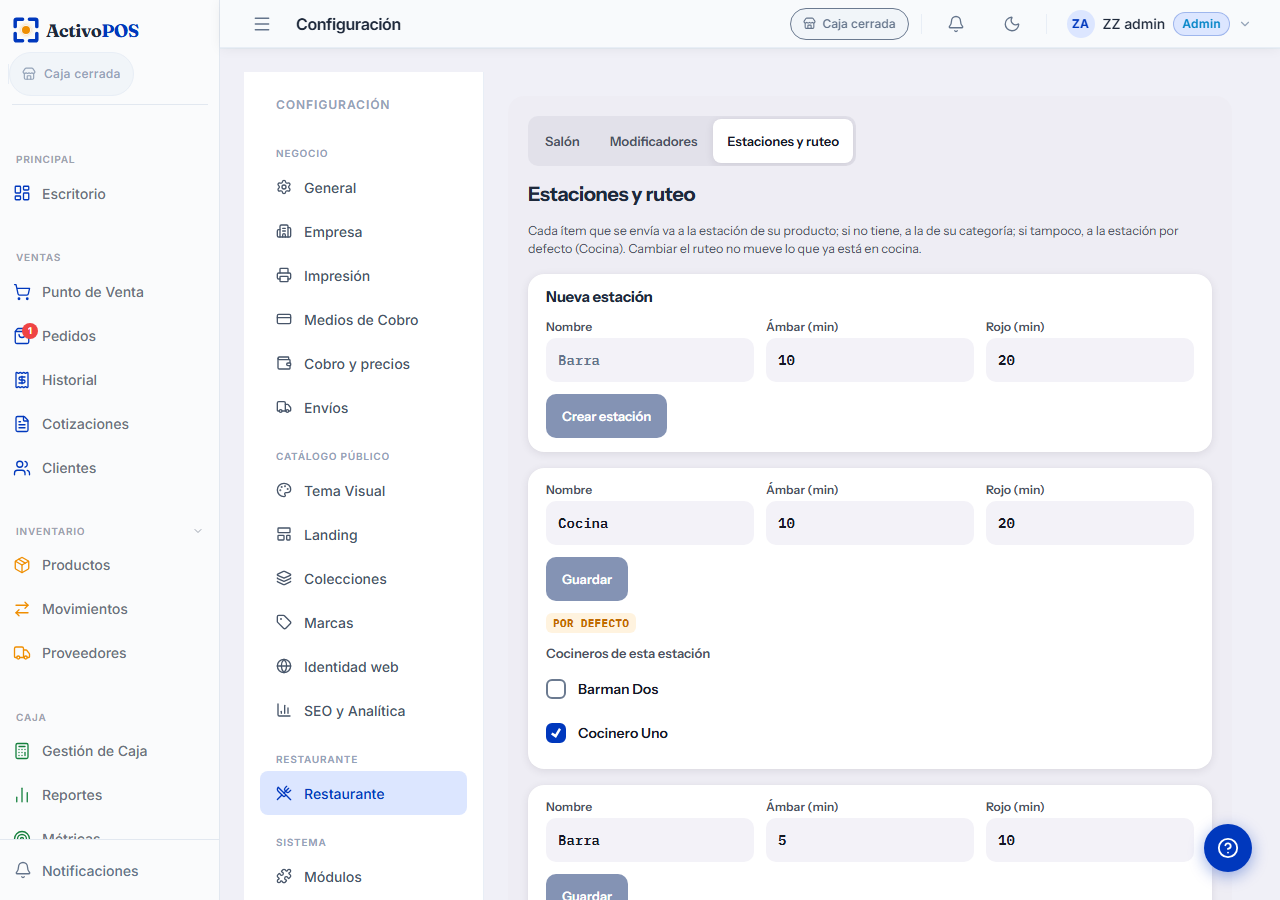 ActivoPOS
Caja cerrada
PRINCIPAL
Escritorio
VENTAS
Punto de Venta
1
Pedidos
Historial
Cotizaciones
Clientes
INVENTARIO
Productos
Movimientos
Proveedores
CAJA
Gestión de Caja
Reportes
Métricas
Notificaciones
Configuración
Caja cerrada
ZA
ZZ admin
Admin
CONFIGURACIÓN
NEGOCIO
General
Empresa
Impresión
Medios de Cobro
Cobro y precios
Envíos
CATÁLOGO PÚBLICO
Tema Visual
Landing
Colecciones
Marcas
Identidad web
SEO y Analítica
RESTAURANTE
Restaurante
SISTEMA
Módulos
Salón Modificadores Estaciones y ruteo
Estaciones y ruteo
Cada ítem que se envía va a la estación de su producto; si no tiene, a la de su categoría; si tampoco, a la estación por
defecto (Cocina). Cambiar el ruteo no mueve lo que ya está en cocina.
Nueva estación
Nombre Ámbar (min) Rojo (min)
Barra 10 20
Crear estación
Nombre Ámbar (min) Rojo (min)
Cocina 10 20
Guardar
POR DEFECTO
Cocineros de esta estación
Barman Dos
Cocinero Uno
Nombre Ámbar (min) Rojo (min)
Barra 5 10
Guardar